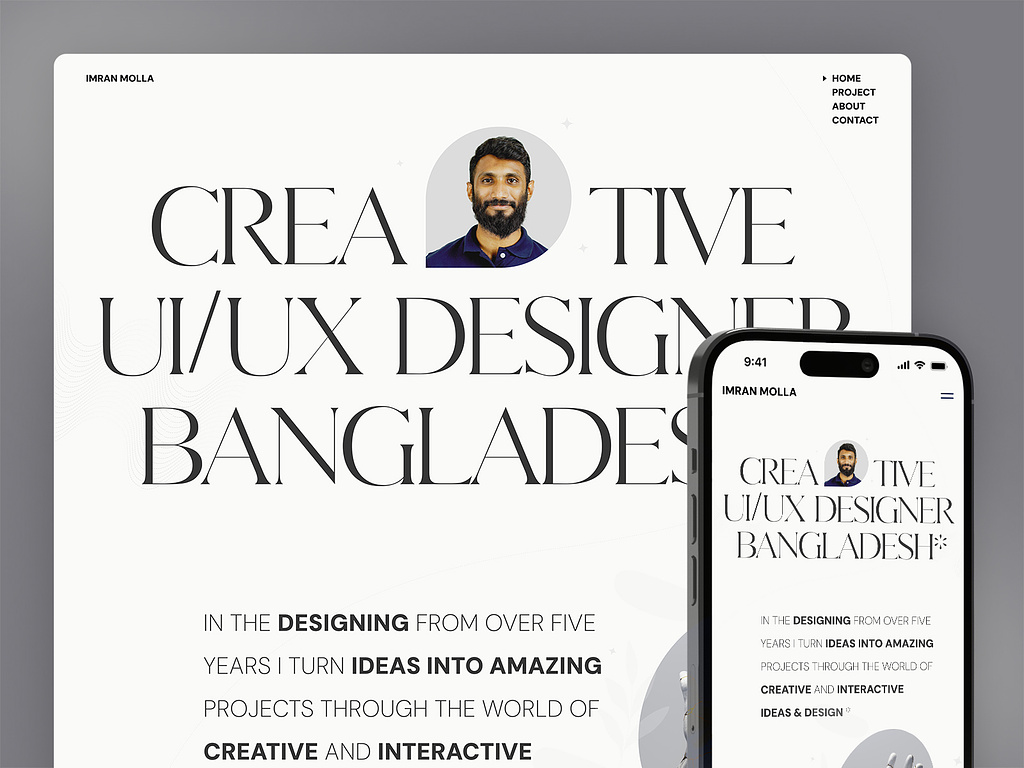 IMRAN MOLLA
HOME
PROJECT
ABOUT
CONTACT
CREA TIVE
UI/UX DESIGNER
BANGLADES
IN THE DESIGNING FROM OVER FIVE
YEARS I TURN IDEAS INTO AMAZING
PROJECTS THROUGH THE WORLD OF
CREATIVE AND INTERACTIVE
9:41
IMRAN MOLLA
CREA TIVE
UI/UX DESIGNER
BANGLADESH*
IN THE DESIGNING FROM OVER FIVE
YEARS I TURN IDEAS INTO AMAZING
PROJECTS THROUGH THE WORLD OF
CREATIVE AND INTERACTIVE
IDEAS & DESIGN